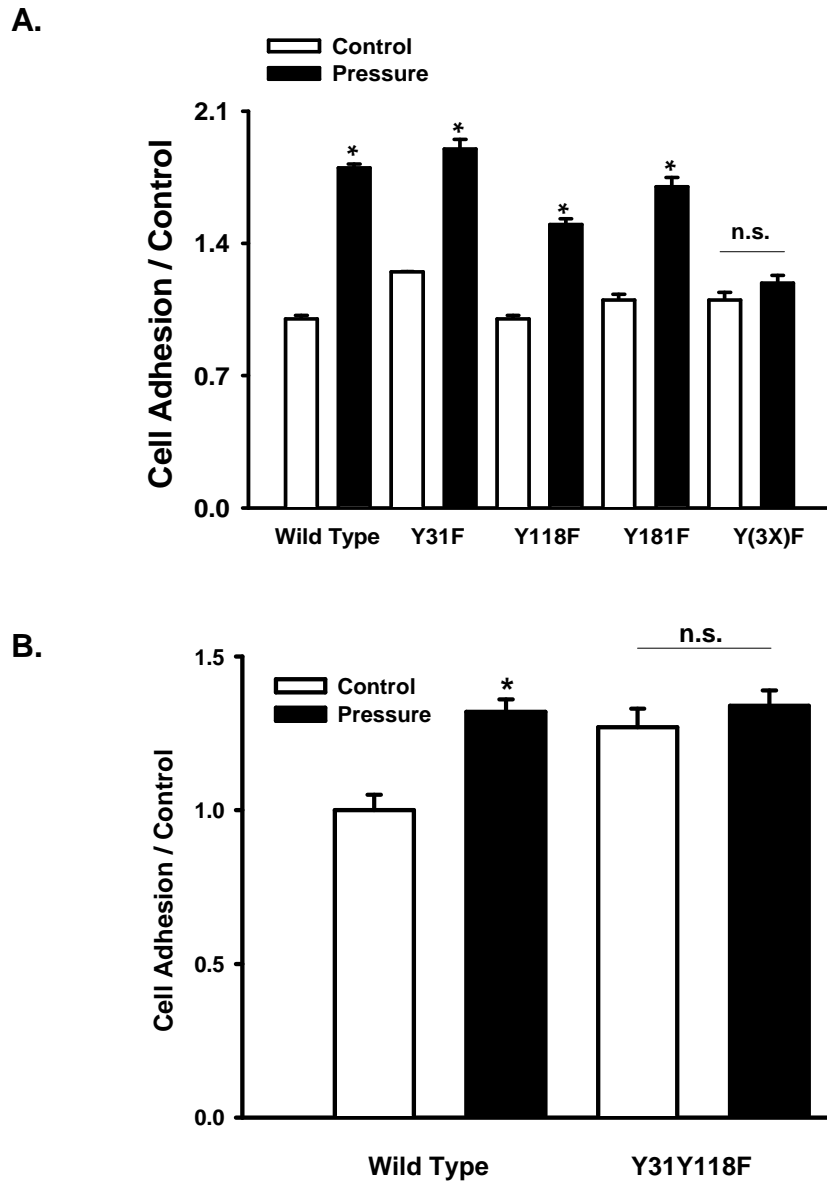 A.
Control
Pressure
Cell Adhesion / Control
2.1
1.4
0.7
0.0
*
*
*
*
n.s.
Wild Type Y31F Y118F Y181F Y(3X)F
B.
Control
Pressure
Cell Adhesion / Control
1.5
1.0
0.5
0.0
*
n.s.
Wild Type Y31Y118F